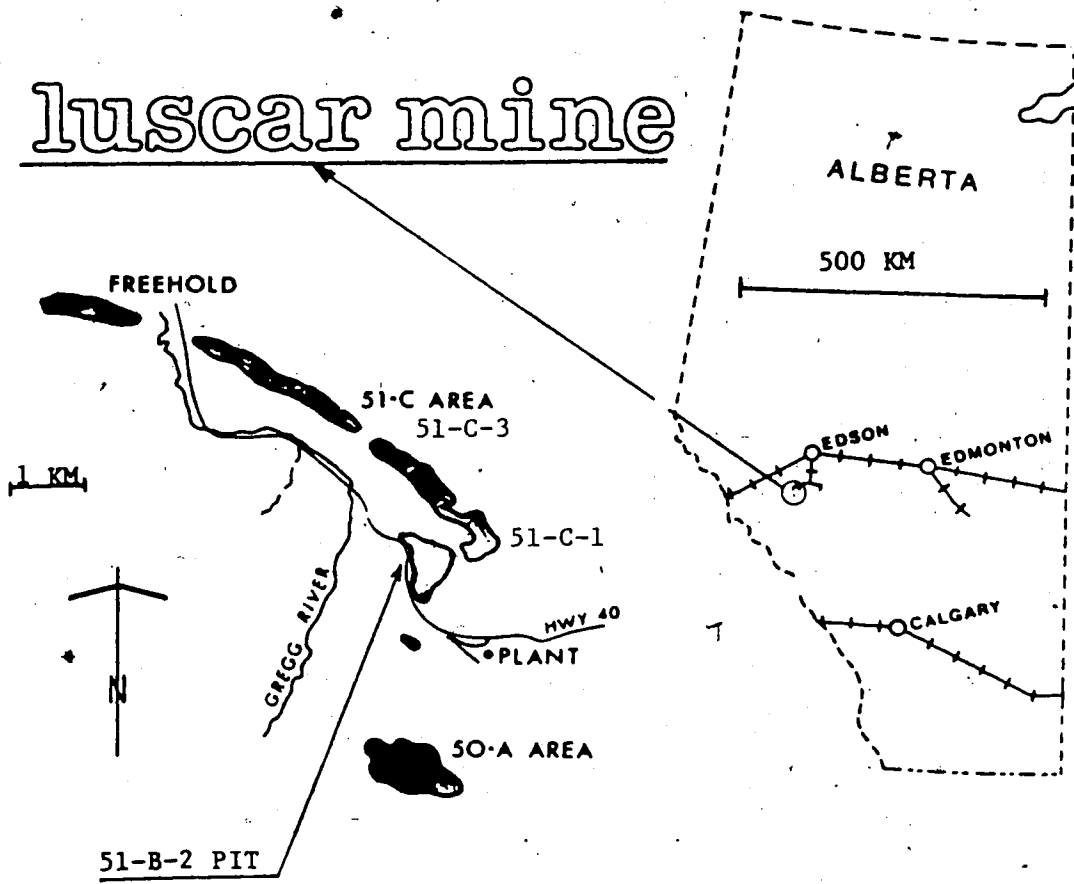 luscar mine
ALBERTA
500 KM
FREEHOLD
51·C AREA
51-C-3
1 KM
EDSON
EDMONTON
51-C-1
CALGARY
HWY 40
GREGG RIVER
PLANT
N
50·A AREA
51-B-2 PIT